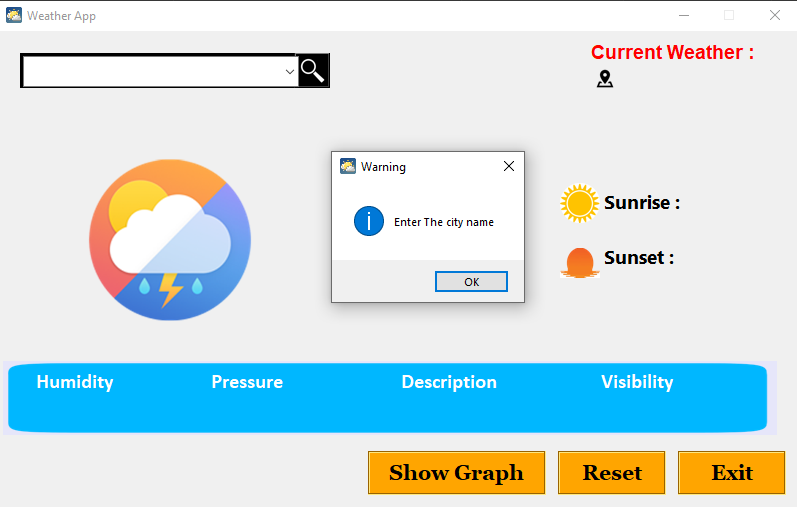 Weather App
Current Weather :
Warning
Enter The city name
OK
Sunrise :
Sunset :
Humidity Pressure Description Visibility
Show Graph Reset Exit